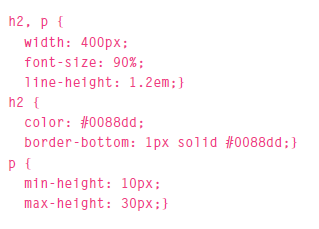 h2, p {
  width: 400px;
  font-size: 90%;
  line-height: 1.2em;}
h2 {
  color: #0088dd;
  border-bottom: 1px solid #0088dd;}
p {
  min-height: 10px;
  max-height: 30px;}